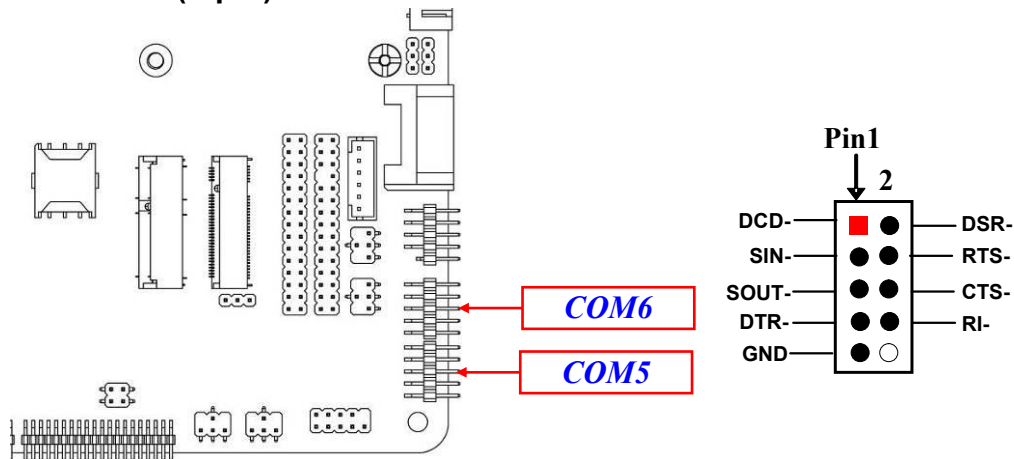 Pin1
2
DCD- DSR-
SIN- RTS-
SOUT- CTS-
DTR- RI-
GND
COM6
COM5